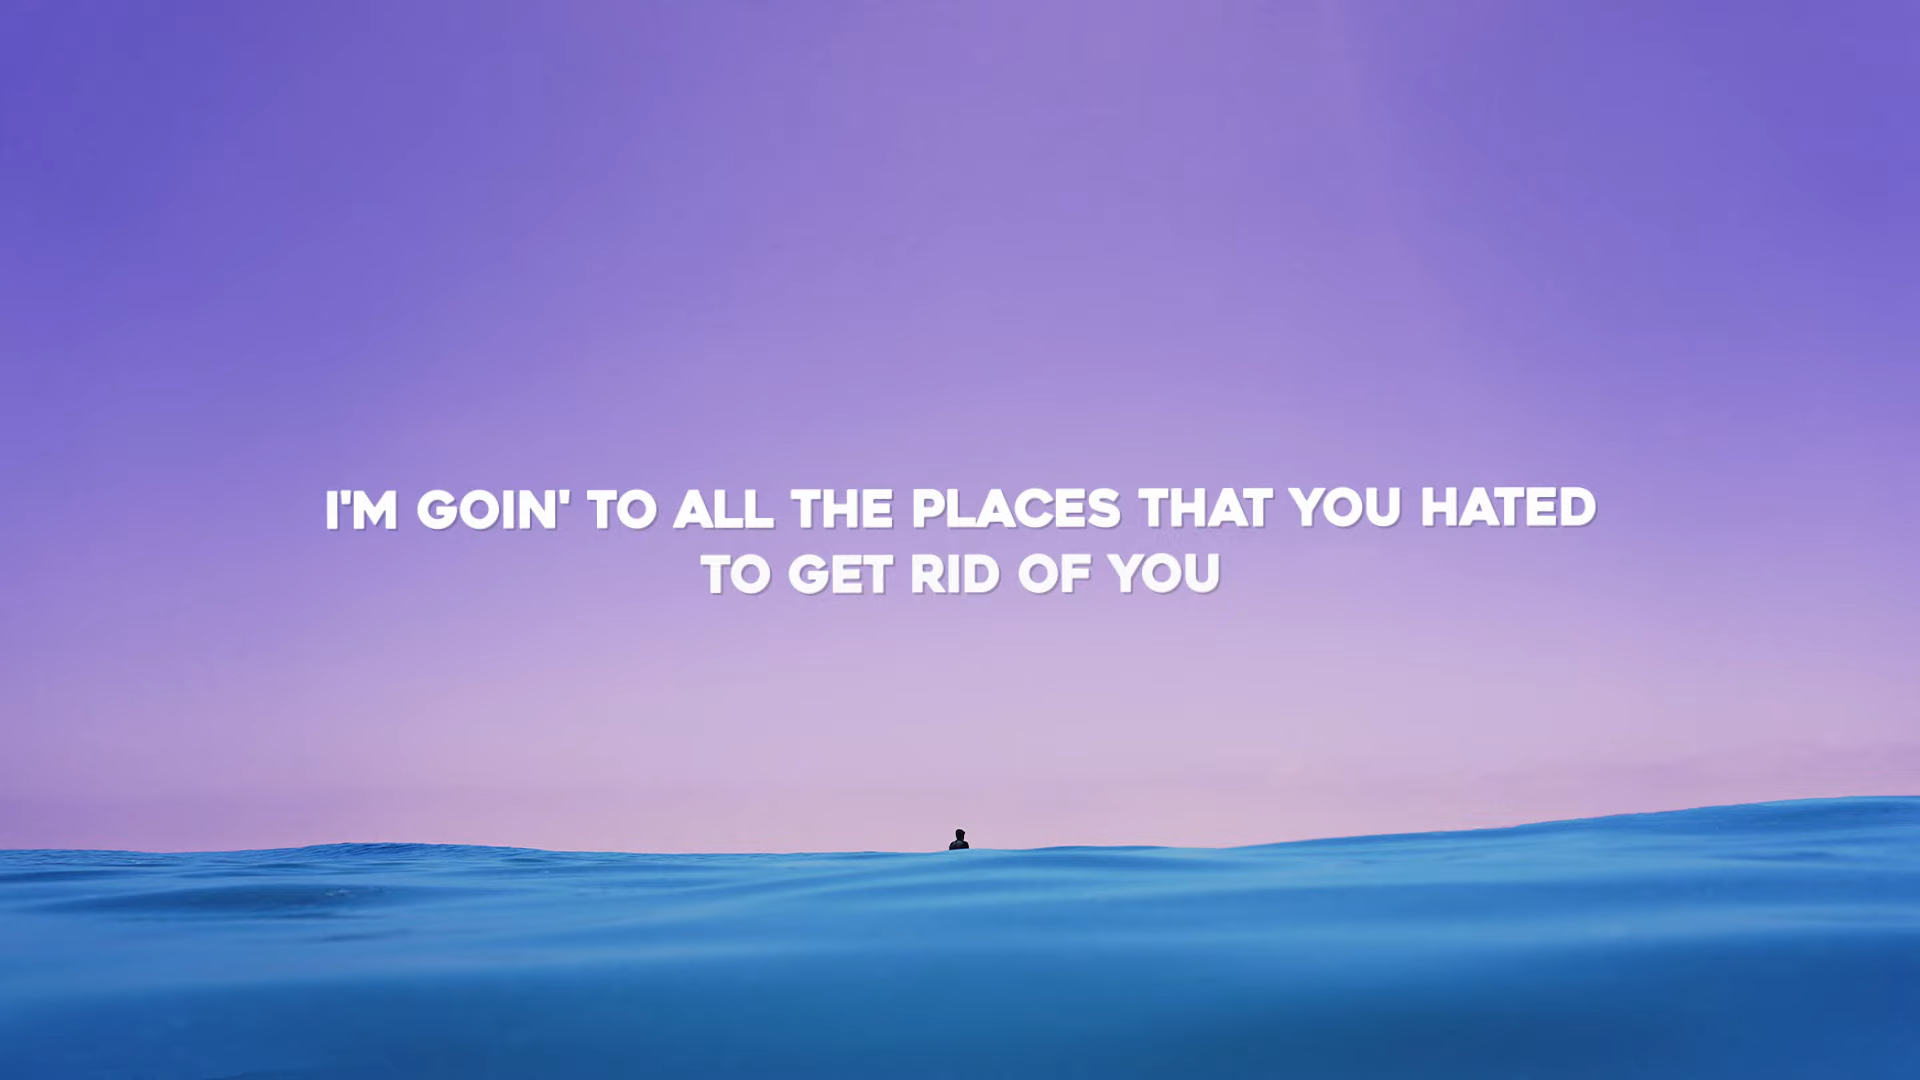 I'M GOIN' TO ALL THE PLACES THAT YOU HATED
TO GET RID OF YOU